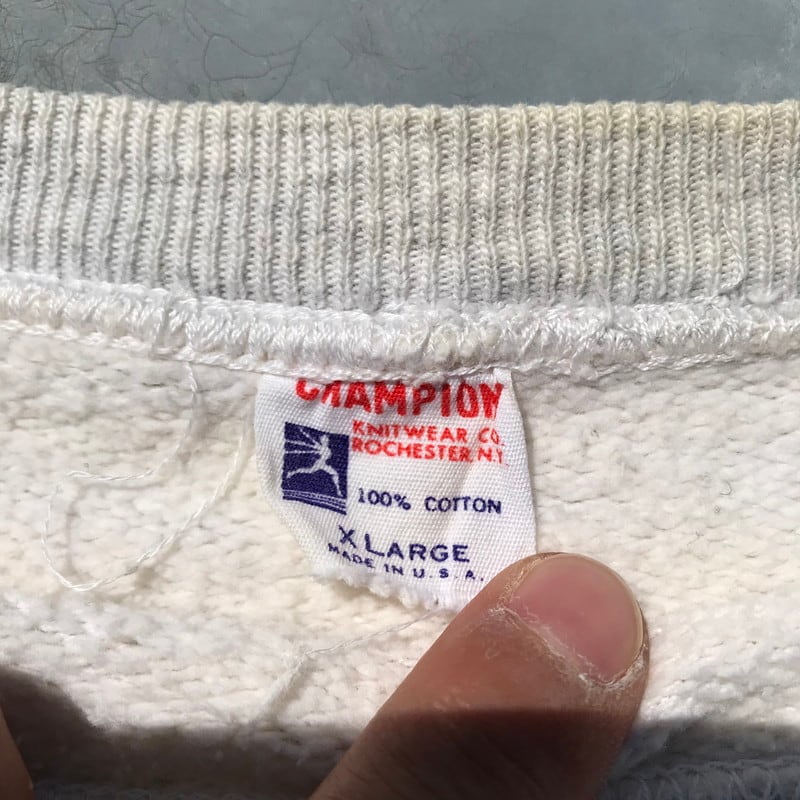 CHAMPION
KNITWEAR CO.
ROCHESTER N.Y.
100% COTTON
X LARGE
MADE IN U.S.A.